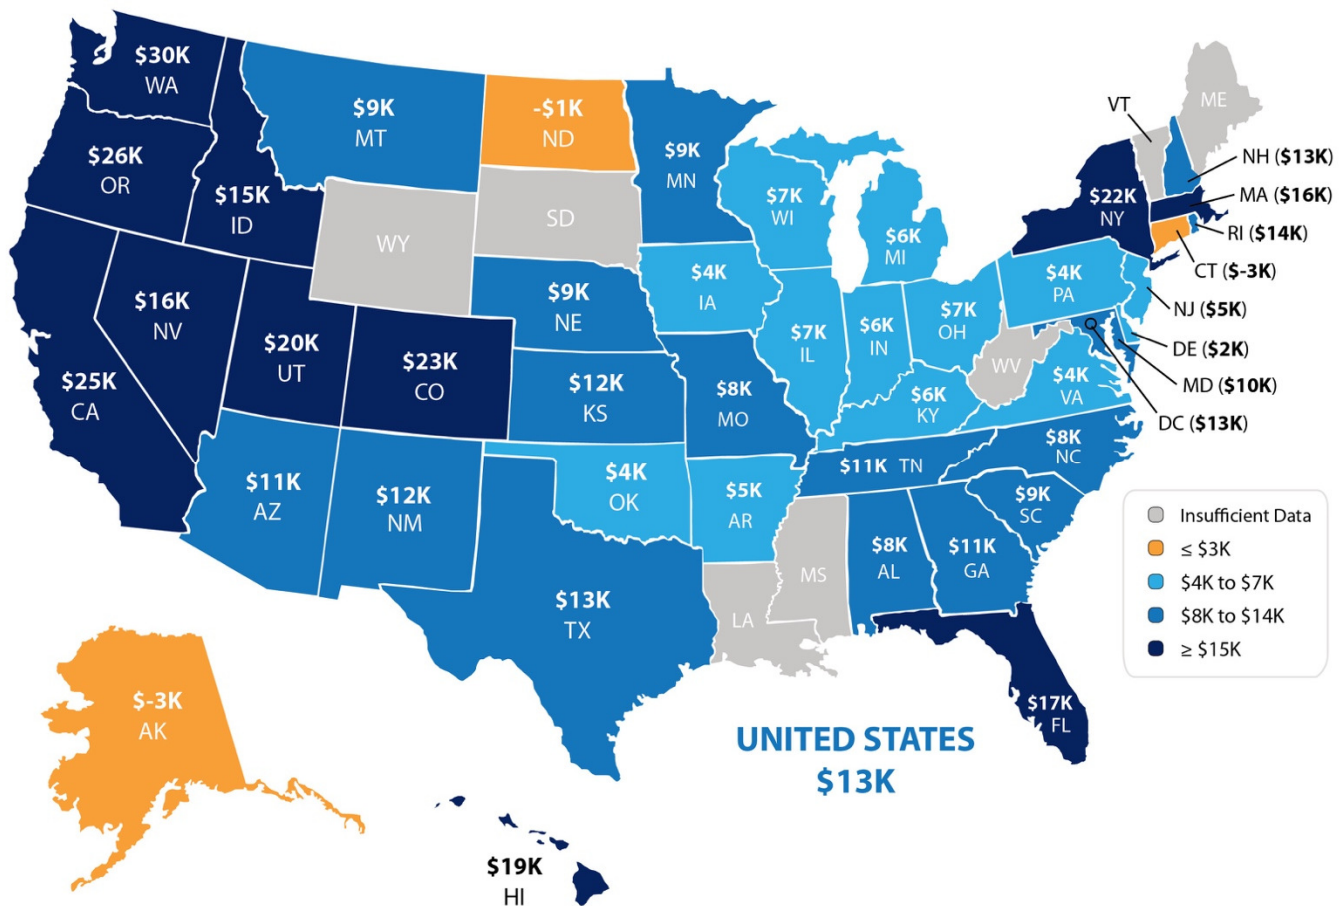 $30K
WA
$26K
OR
$15K
ID
$9K
MT
-$1K
ND
$9K
MN
WY
SD
$16K
NV
$20K
UT
$23K
CO
$25K
CA
$9K
NE
$12K
KS
$4K
IA
$7K
WI
$6K
MI
$7K
IL
$6K
IN
$7K
OH
$6K
KY
$8K
MO
$11K
AZ
$12K
NM
$4K
OK
$5K
AR
$13K
TX
LA
MS
$11K TN
$8K
AL
$11K
GA
$9K
SC
$8K
NC
$4K
VA
WV
$4K
PA
$22K
NY
VT
ME
NH ($13K)
MA ($16K)
RI ($14K)
CT ($-3K)
NJ ($5K)
DE ($2K)
MD ($10K)
DC ($13K)
$17K
FL
$-3K
AK
$19K
HI
UNITED STATES
$13K
Insufficient Data
≤ $3K
$4K to $7K
$8K to $14K
≥ $15K